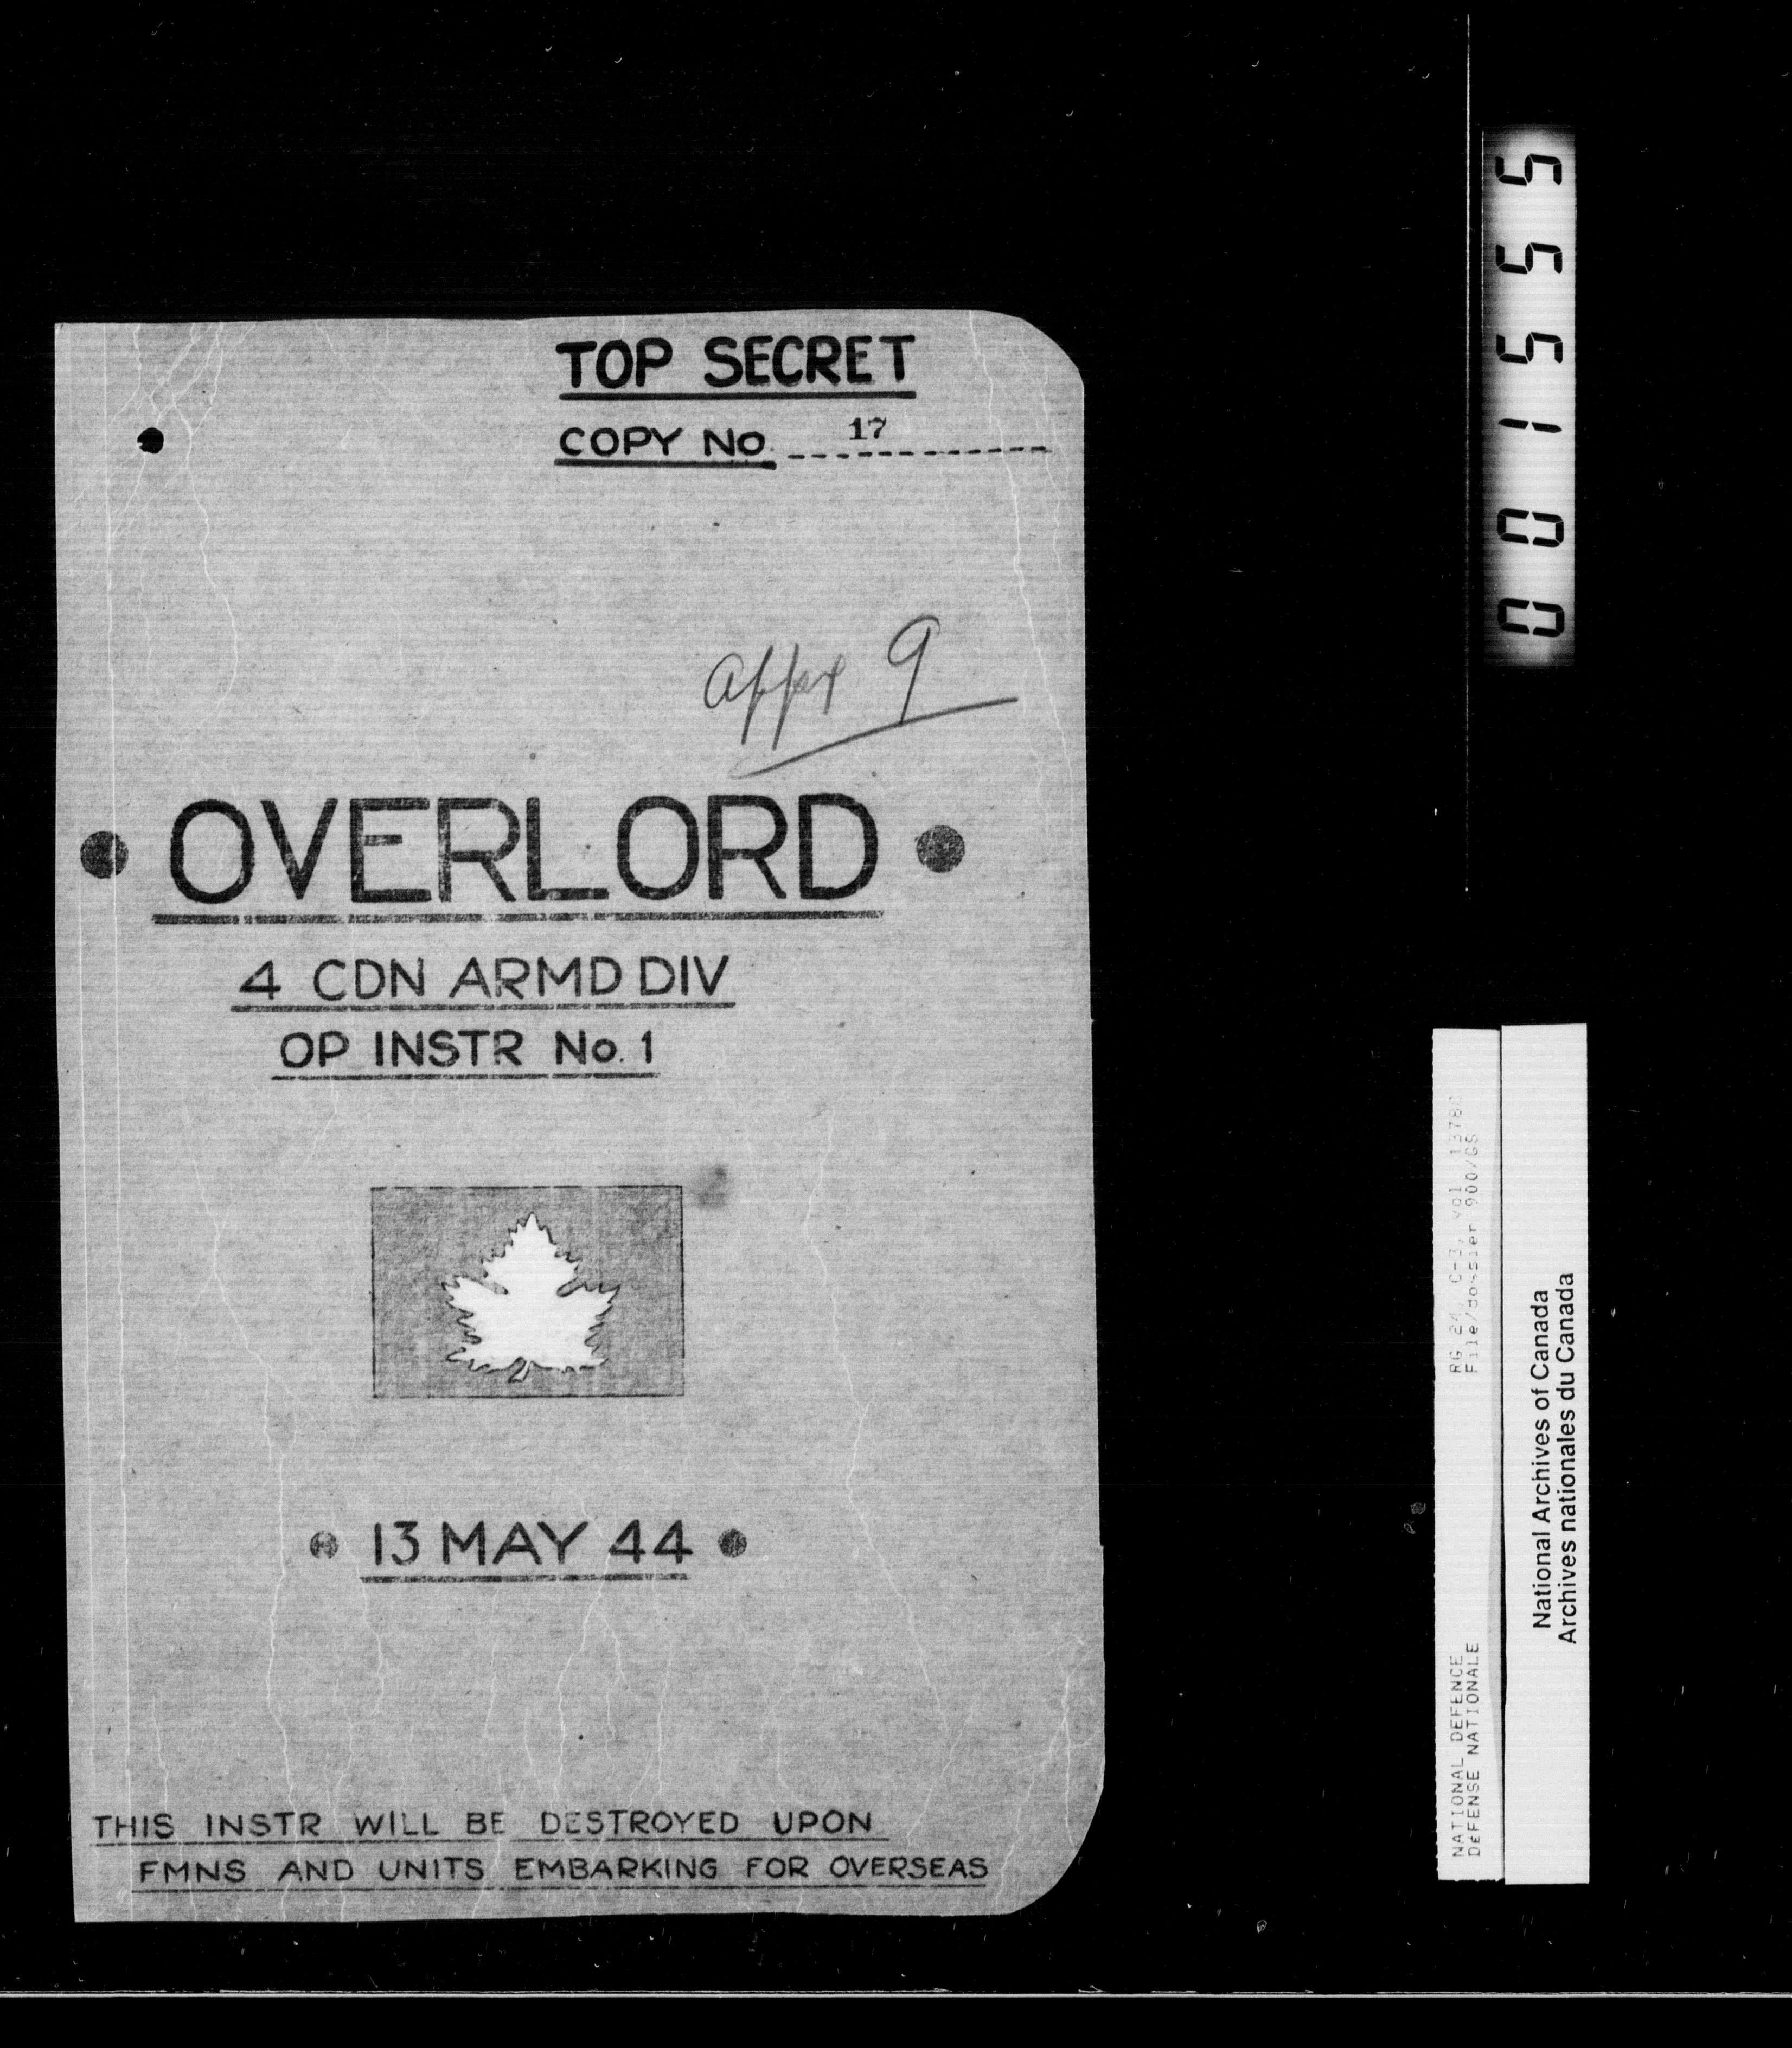 TOP SECRET
COPY No. 17
Appx 9
OVERLORD
4 CDN ARMD DIV
OP INSTR No. 1
13 MAY 44
THIS INSTR WILL BE DESTROYED UPON
FMNS AND UNITS EMBARKING FOR OVERSEAS
001555
NATIONAL DEFENCE RG 24, C-3, vol 13788
DéFENSE NATIONALE File/dossier 900/GS
National Archives of Canada
Archives nationales du Canada